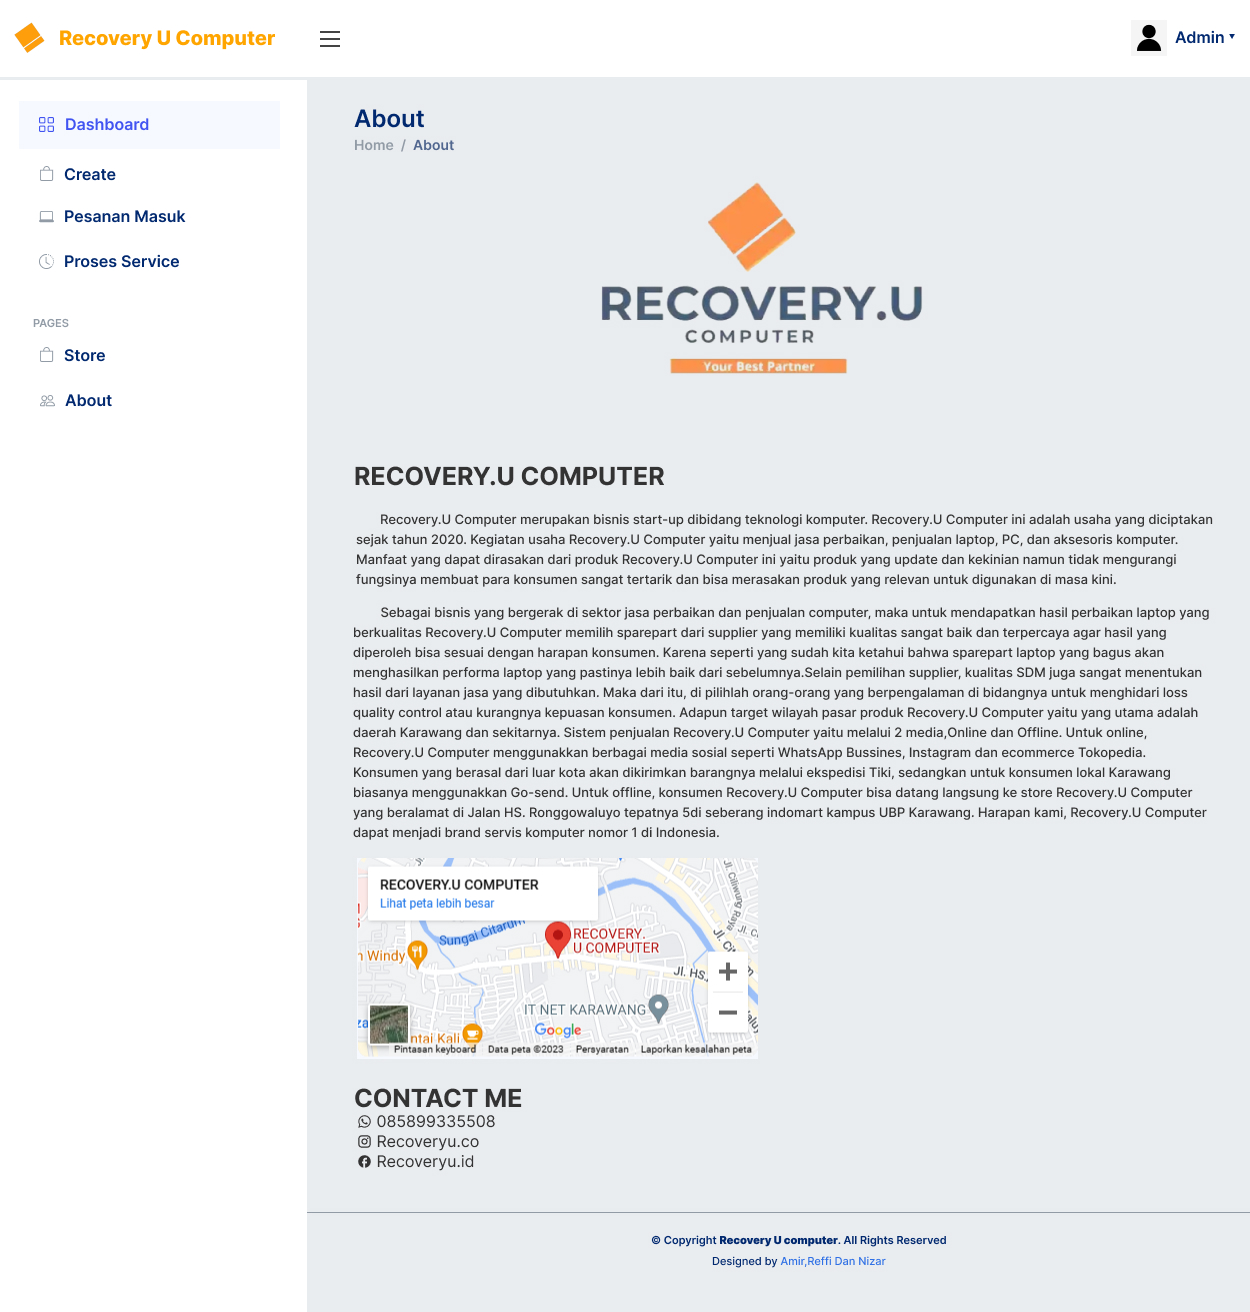 Recovery U Computer
Admin
Dashboard
Create
Pesanan Masuk
Proses Service
PAGES
Store
About
About
Home / About
RECOVERY.U
COMPUTER
Your Best Partner
RECOVERY.U COMPUTER
Recovery.U Computer merupakan bisnis start-up dibidang teknologi komputer. Recovery.U Computer ini adalah usaha yang diciptakan
sejak tahun 2020. Kegiatan usaha Recovery.U Computer yaitu menjual jasa perbaikan, penjualan laptop, PC, dan aksesoris komputer.
Manfaat yang dapat dirasakan dari produk Recovery.U Computer ini yaitu produk yang update dan kekinian namun tidak mengurangi
fungsinya membuat para konsumen sangat tertarik dan bisa merasakan produk yang relevan untuk digunakan di masa kini.
Sebagai bisnis yang bergerak di sektor jasa perbaikan dan penjualan computer, maka untuk mendapatkan hasil perbaikan laptop yang
berkualitas Recovery.U Computer memilih sparepart dari supplier yang memiliki kualitas sangat baik dan terpercaya agar hasil yang
diperoleh bisa sesuai dengan harapan konsumen. Karena seperti yang sudah kita ketahui bahwa sparepart laptop yang bagus akan
menghasilkan performa laptop yang pastinya lebih baik dari sebelumnya.Selain pemilihan supplier, kualitas SDM juga sangat menentukan
hasil dari layanan jasa yang dibutuhkan. Maka dari itu, di pilihlah orang-orang yang berpengalaman di bidangnya untuk menghidari loss
quality control atau kurangnya kepuasan konsumen. Adapun target wilayah pasar produk Recovery.U Computer yaitu yang utama adalah
daerah Karawang dan sekitarnya. Sistem penjualan Recovery.U Computer yaitu melalui 2 media,Online dan Offline. Untuk online,
Recovery.U Computer menggunakkan berbagai media sosial seperti WhatsApp Bussines, Instagram dan ecommerce Tokopedia.
Konsumen yang berasal dari luar kota akan dikirimkan barangnya melalui ekspedisi Tiki, sedangkan untuk konsumen lokal Karawang
biasanya menggunakkan Go-send. Untuk offline, konsumen Recovery.U Computer bisa datang langsung ke store Recovery.U Computer
yang beralamat di Jalan HS. Ronggowaluyo tepatnya 5di seberang indomart kampus UBP Karawang. Harapan kami, Recovery.U Computer
dapat menjadi brand servis komputer nomor 1 di Indonesia.
RECOVERY.U COMPUTER
Lihat peta lebih besar
Jl. Ciliwung Raya
Sungai Citarum
RECOVERY.
U COMPUTER
Windy
Jl. HS.
IT NET KARAWANG
ntai Kali
Google
Pintasan keyboard Data peta ©2023 Persyaratan Laporkan kesalahan peta
CONTACT ME
085899335508
Recoveryu.co
Recoveryu.id
© Copyright Recovery U computer. All Rights Reserved
Designed by Amir,Reffi Dan Nizar